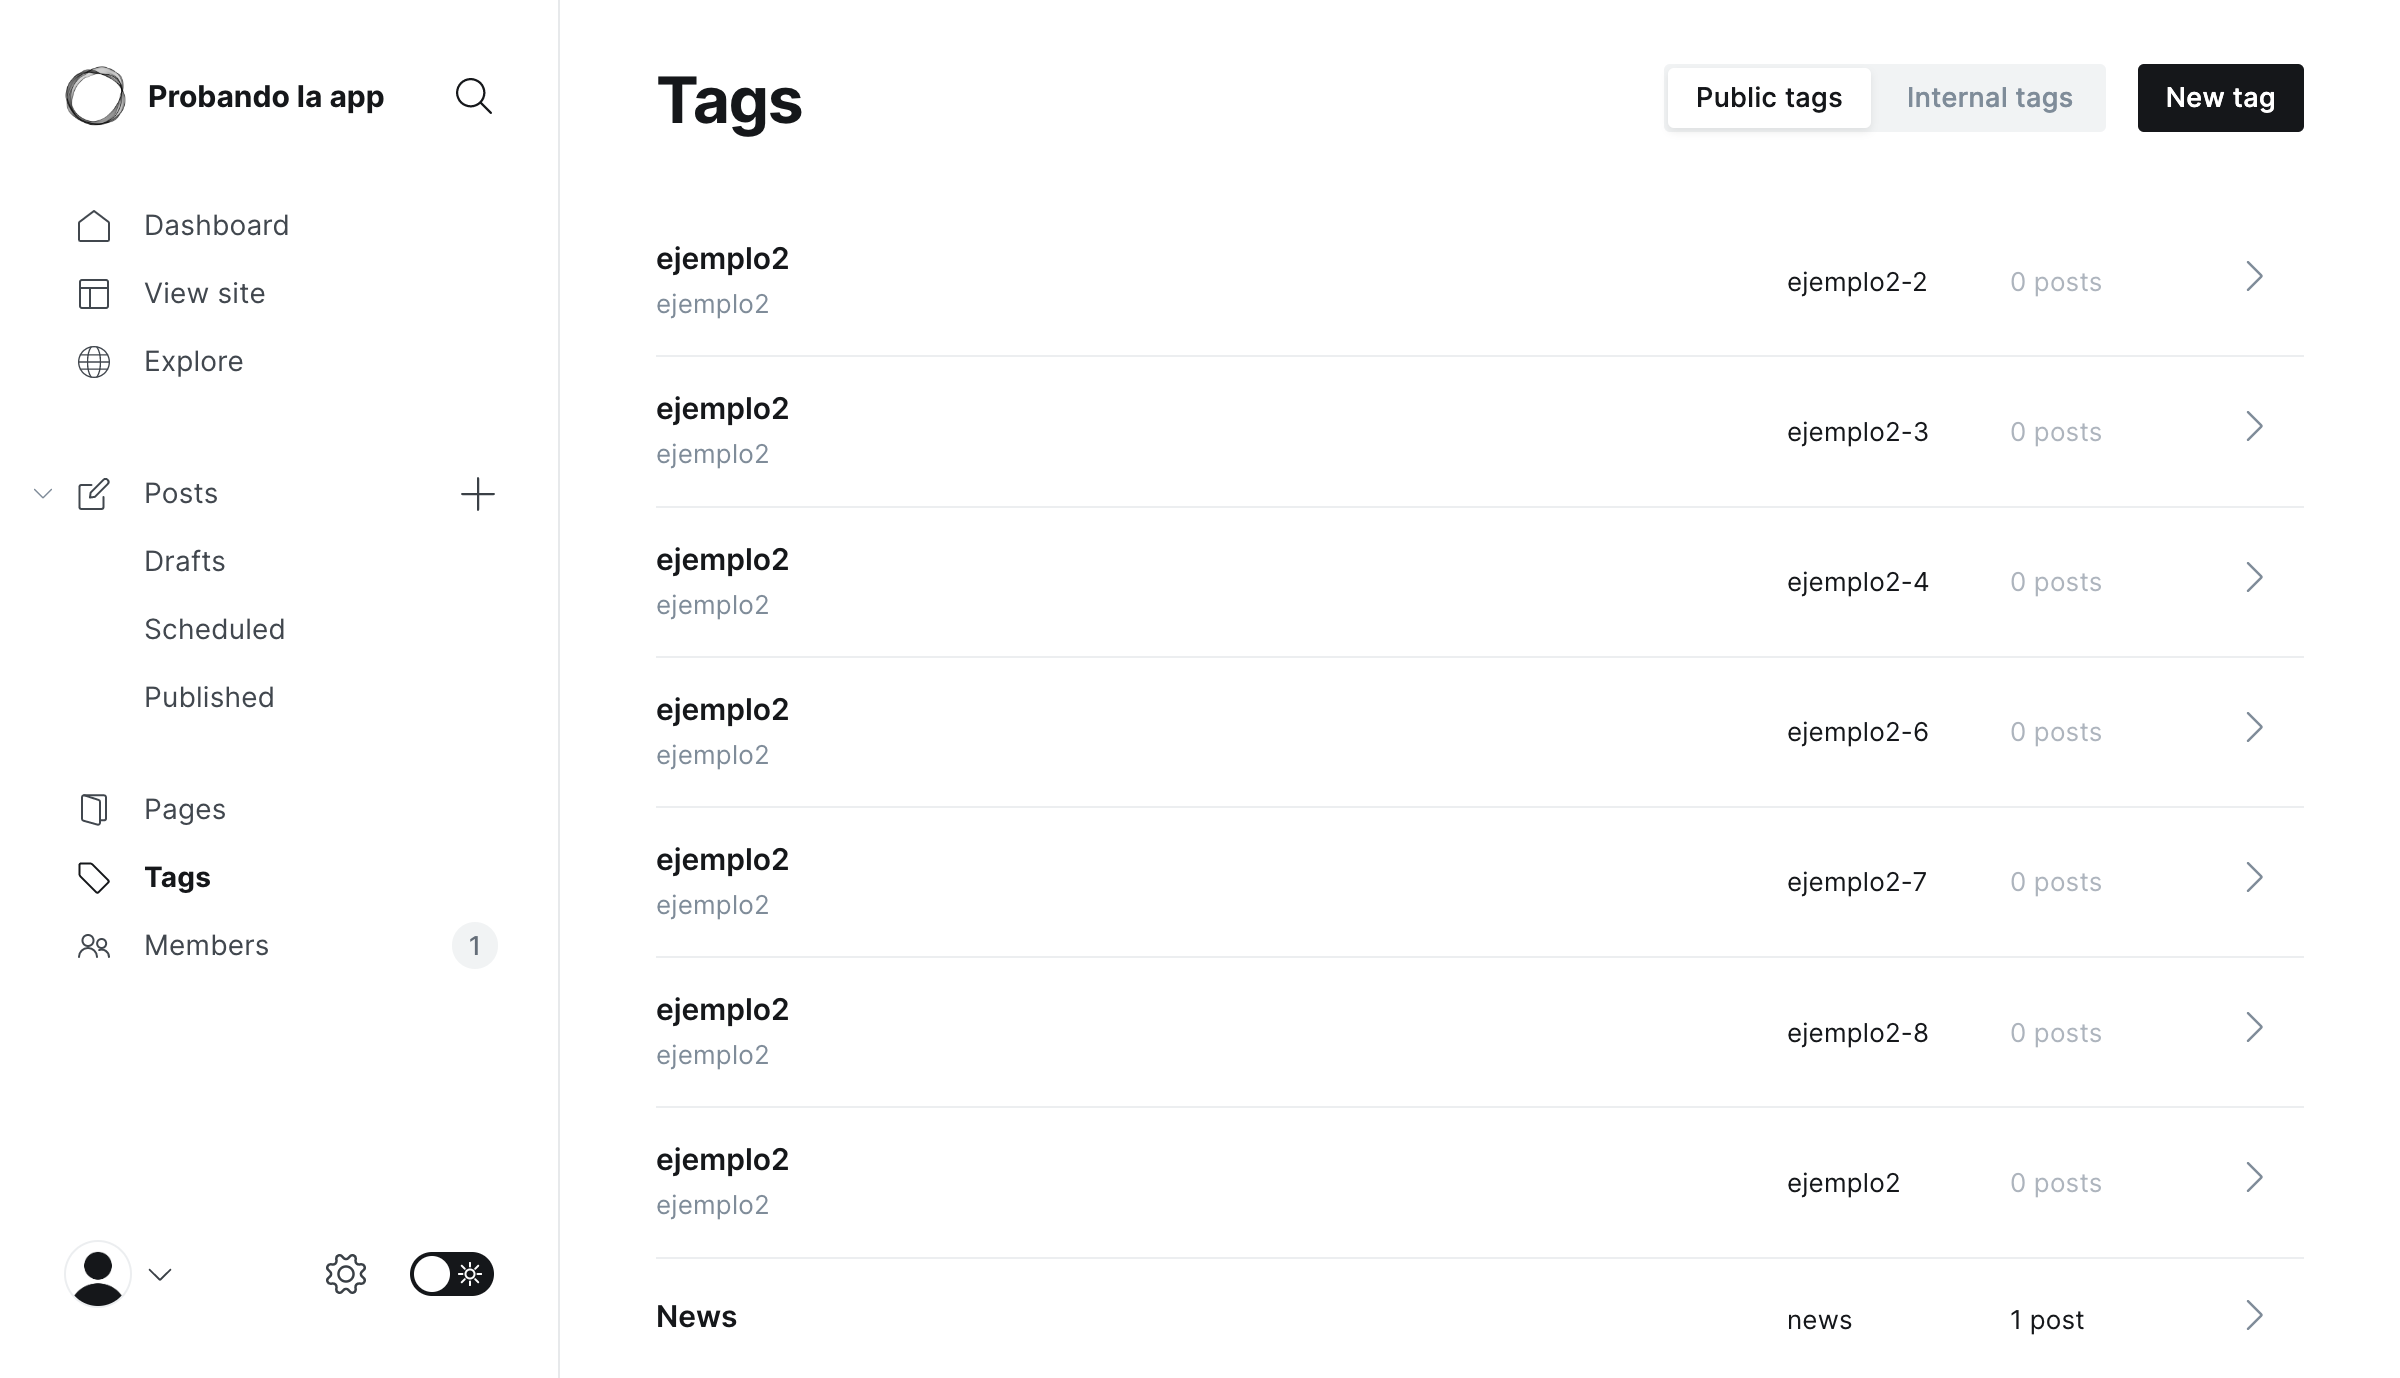 Probando la app
Dashboard
View site
Explore
Posts
Drafts
Scheduled
Published
Pages
Tags
Members 1
Tags
Public tags Internal tags New tag
ejemplo2
ejemplo2
ejemplo2-2 0 posts
ejemplo2
ejemplo2
ejemplo2-3 0 posts
ejemplo2
ejemplo2
ejemplo2-4 0 posts
ejemplo2
ejemplo2
ejemplo2-6 0 posts
ejemplo2
ejemplo2
ejemplo2-7 0 posts
ejemplo2
ejemplo2
ejemplo2-8 0 posts
ejemplo2
ejemplo2
ejemplo2 0 posts
News news 1 post